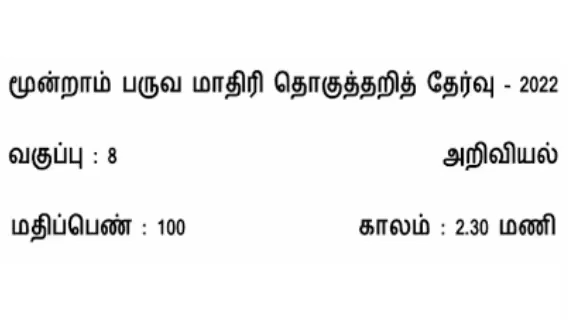 மூன்றாம் பருவ மாதிரி தொகுத்தறித் தேர்வு - 2022
வகுப்பு : 8 அறிவியல்
மதிப்பெண் : 100 காலம் : 2.30 மணி